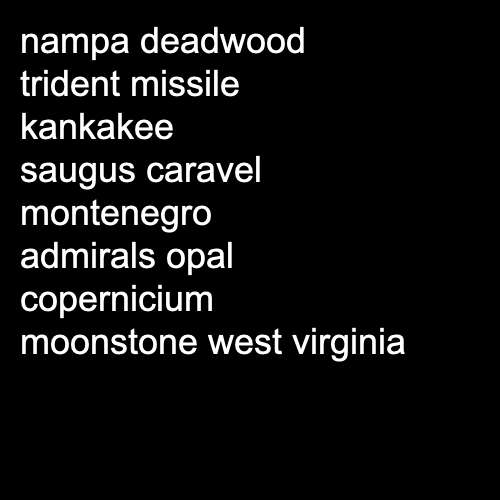 nampa deadwood
trident missile
kankakee
saugus caravel
montenegro
admirals opal
copernicium
moonstone west virginia